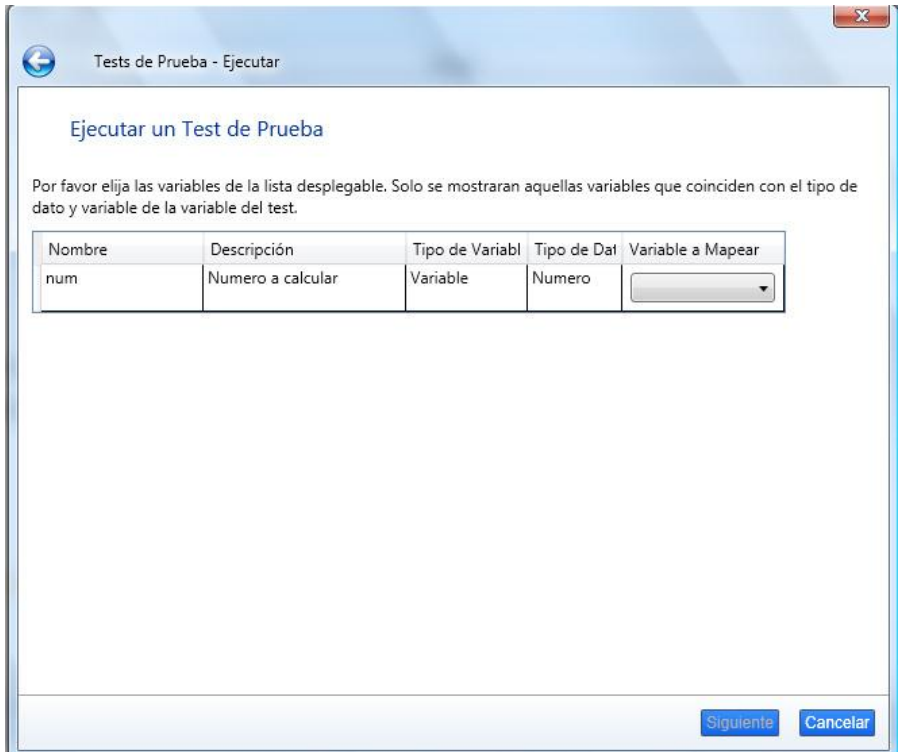 Tests de Prueba - Ejecutar
Ejecutar un Test de Prueba
Por favor elija las variables de la lista desplegable. Solo se mostraran aquellas variables que coinciden con el tipo de
dato y variable de la variable del test.
Nombre Descripción Tipo de Variabl Tipo de Dat Variable a Mapear
num Numero a calcular Variable Numero
Siguiente Cancelar